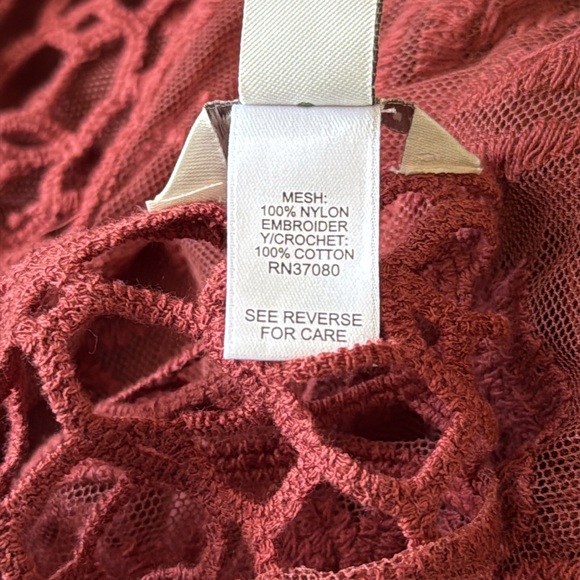 MESH:
100% NYLON
EMBROIDER
Y/CROCHET:
100% COTTON
RN37080
SEE REVERSE
FOR CARE